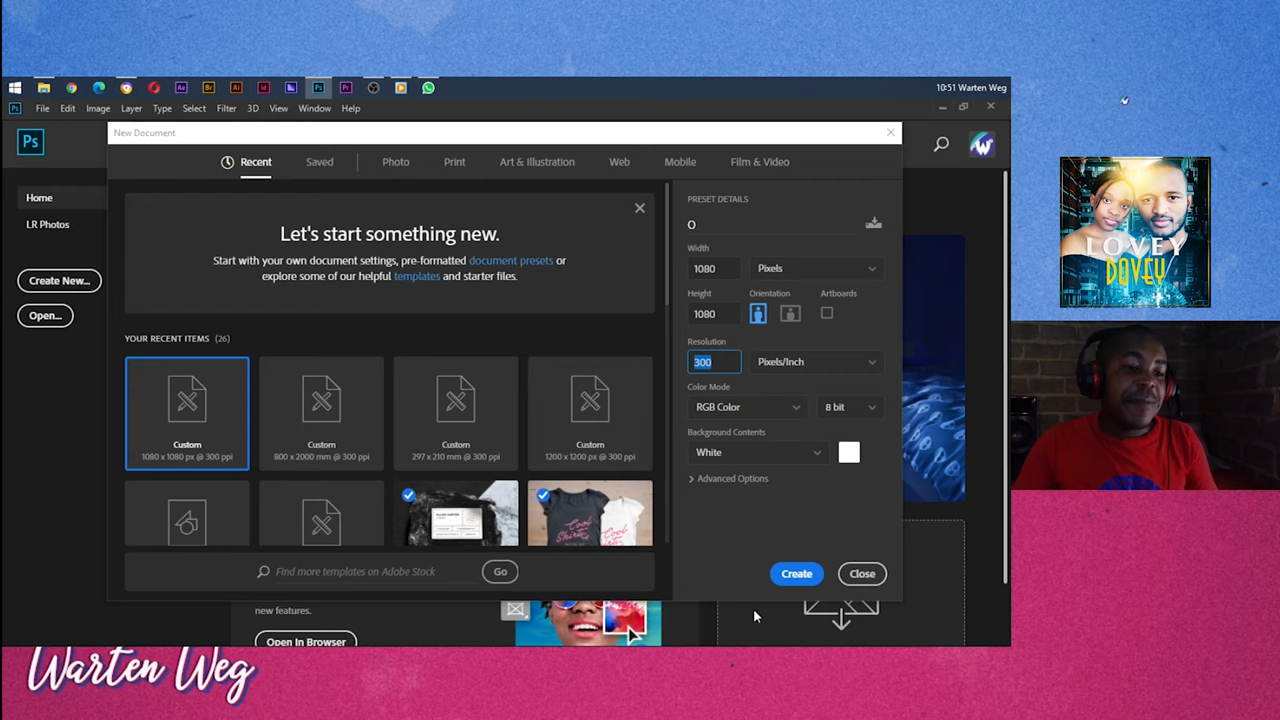 10:51 Warten Weg
Ps File Edit Image Layer Type Select Filter 3D View Window Help
New Document
Ps
Recent Saved Photo Print Art & Illustration Web Mobile Film & Video
Home
LR Photos
Create New...
Open...
Let's start something new.
Start with your own document settings, pre-formatted document presets or
explore some of our helpful templates and starter files.
YOUR RECENT ITEMS (26)
Custom
1080 x 1080 px @ 300 ppi
Custom
800 x 2000 mm @ 300 ppi
Custom
297 x 210 mm @ 300 ppi
Custom
1200 x 1200 px @ 300 ppi
Find more templates on Adobe Stock Go
PRESET DETAILS
O
Width
1080 Pixels
Height Orientation Artboards
1080
Resolution
300 Pixels/Inch
Color Mode
RGB Color 8 bit
Background Contents
White
Advanced Options
Create Close
new features.
Open In Browser
LOVEY
DOVEY
Warten Weg